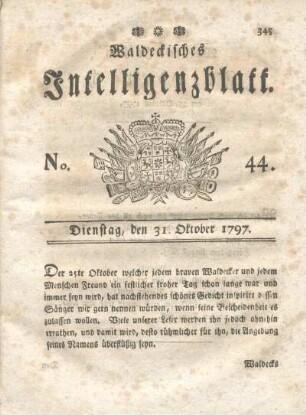 345
Waldeckisches
Intelligenzblatt.
No. 44.
Dienstag, den 31. Oktober 1797.
Der 25te Oktober welcher jedem braven Waldecker und jedem
Menschen Freund ein festlicher froher Tag schon lange war und
immer seyn wird, hat nachstehendes schönes Gedicht inspirirt dessen
Sänger wir gern nennen würden, wenn seine Bescheidenheit es
zulassen wollen. Viele unserer Leser werden ihn jedoch ohnehin
errathen, und damit wird, desto rühmlicher für ihn, die Angebung
seines Namens überflüßig seyn.
Waldecks